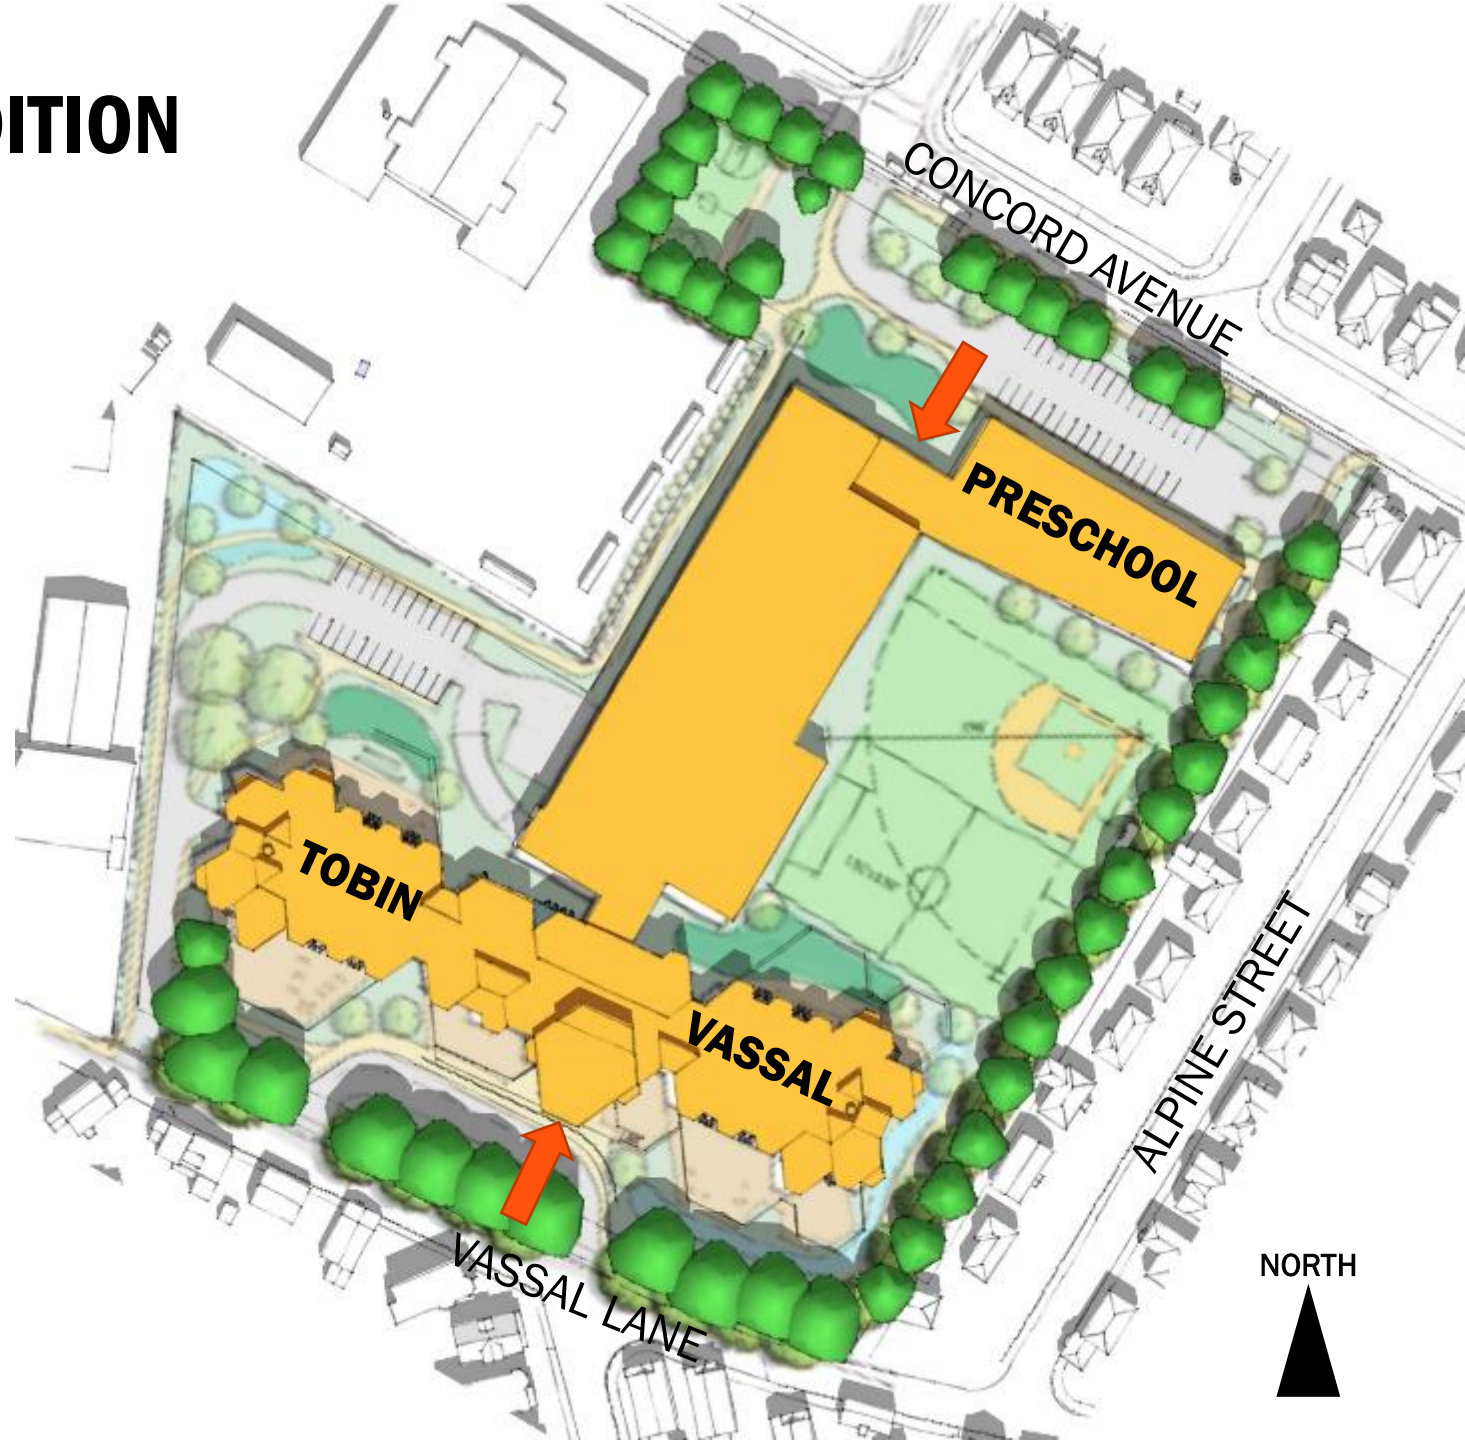 DITION
CONCORD AVENUE
PRESCHOOL
TOBIN
VASSAL
ALPINE STREET
VASSAL LANE
NORTH